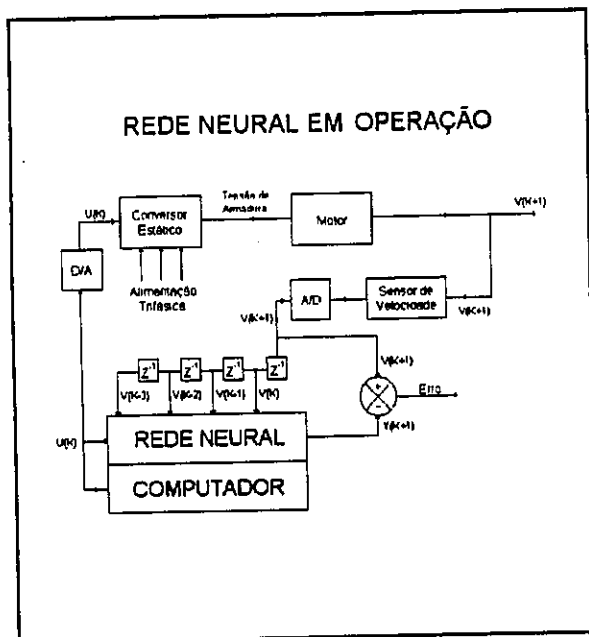 REDE NEURAL EM OPERAÇÃO
U(K)
Conversor
Estático
Tensão de
Armadura
Motor
V(K+1)
D/A
Alimentação
Trifásica
A/D
Sensor de
Velocidade
V(K+1)
V(K+1)
Z⁻¹
Z⁻¹
Z⁻¹
Z⁻¹
V(K+1)
V(K-3)
V(K-2)
V(K-1)
V(K)
+
-
Erro
U(K)
REDE NEURAL
Y(K+1)
COMPUTADOR